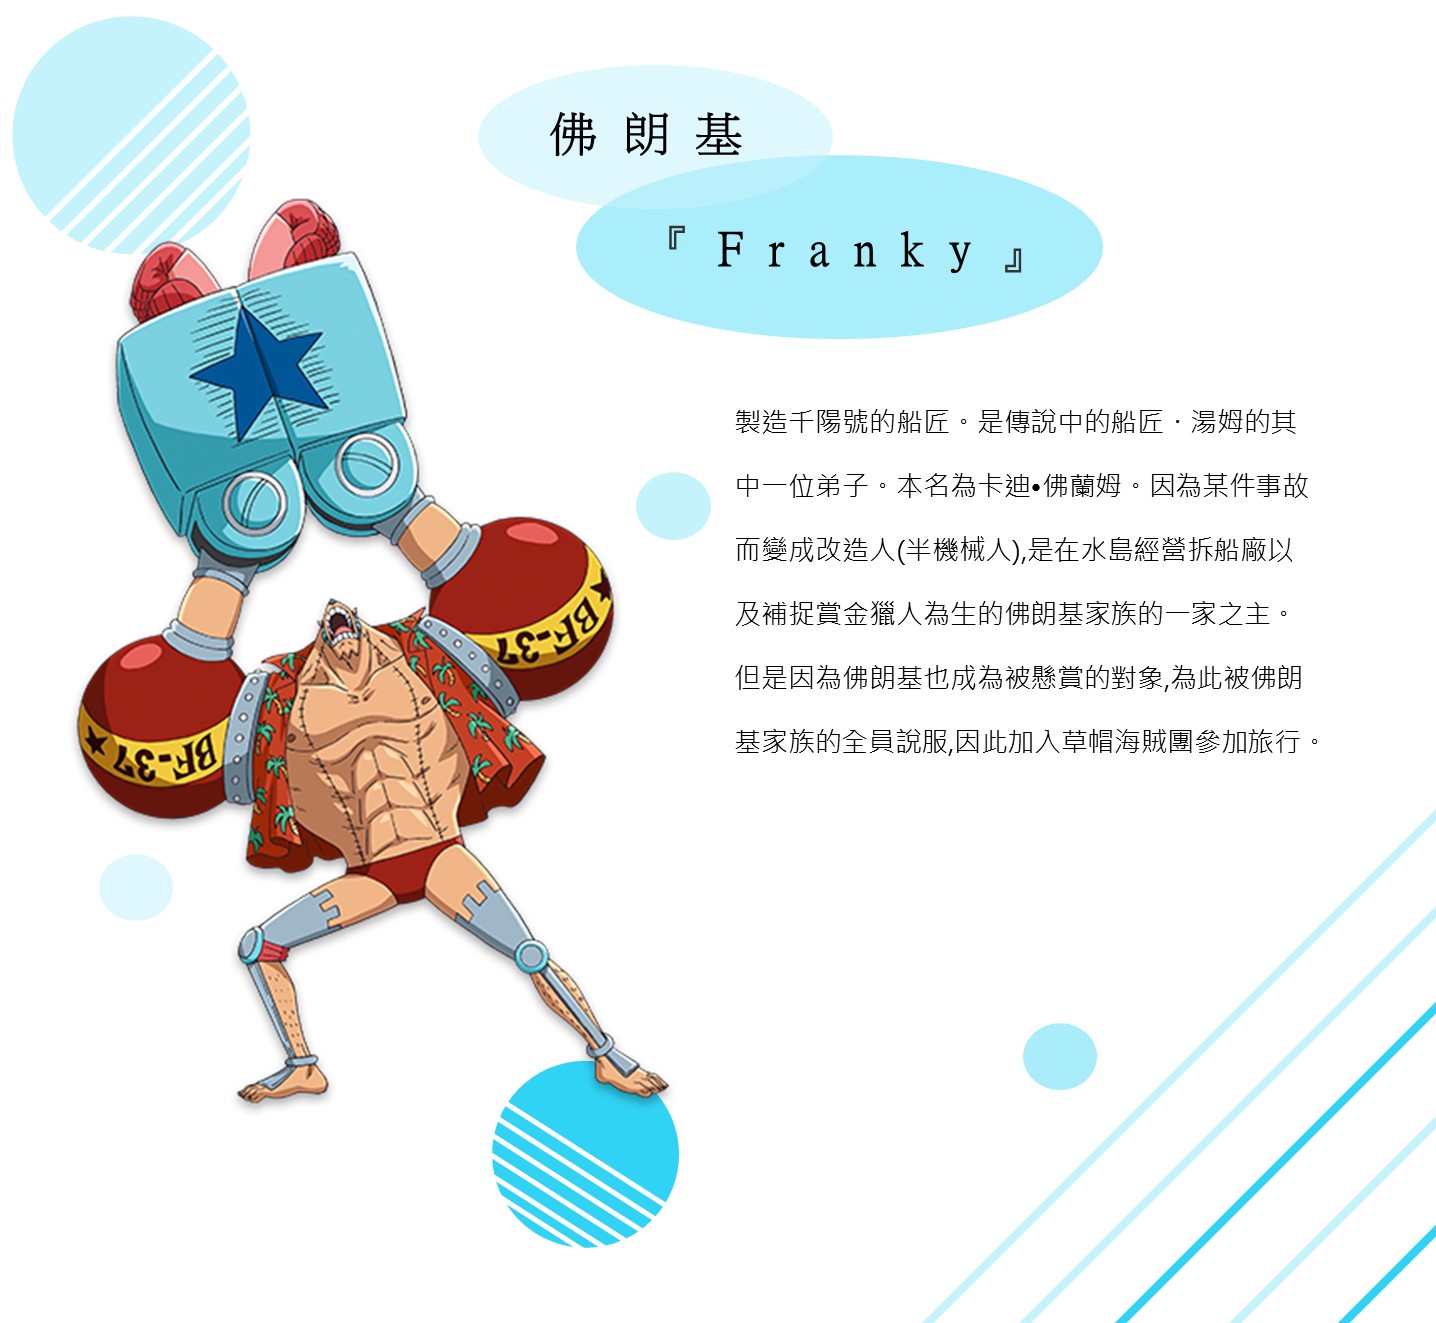 佛朗基
『Franky』
製造千陽號的船匠。是傳說中的船匠．湯姆的其
中一位弟子。本名為卡迪•佛蘭姆。因為某件事故
而變成改造人(半機械人),是在水島經營拆船廠以
及補捉賞金獵人為生的佛朗基家族的一家之主。
但是因為佛朗基也成為被懸賞的對象,為此被佛朗
基家族的全員說服,因此加入草帽海賊團參加旅行。
BF-37
BF-37